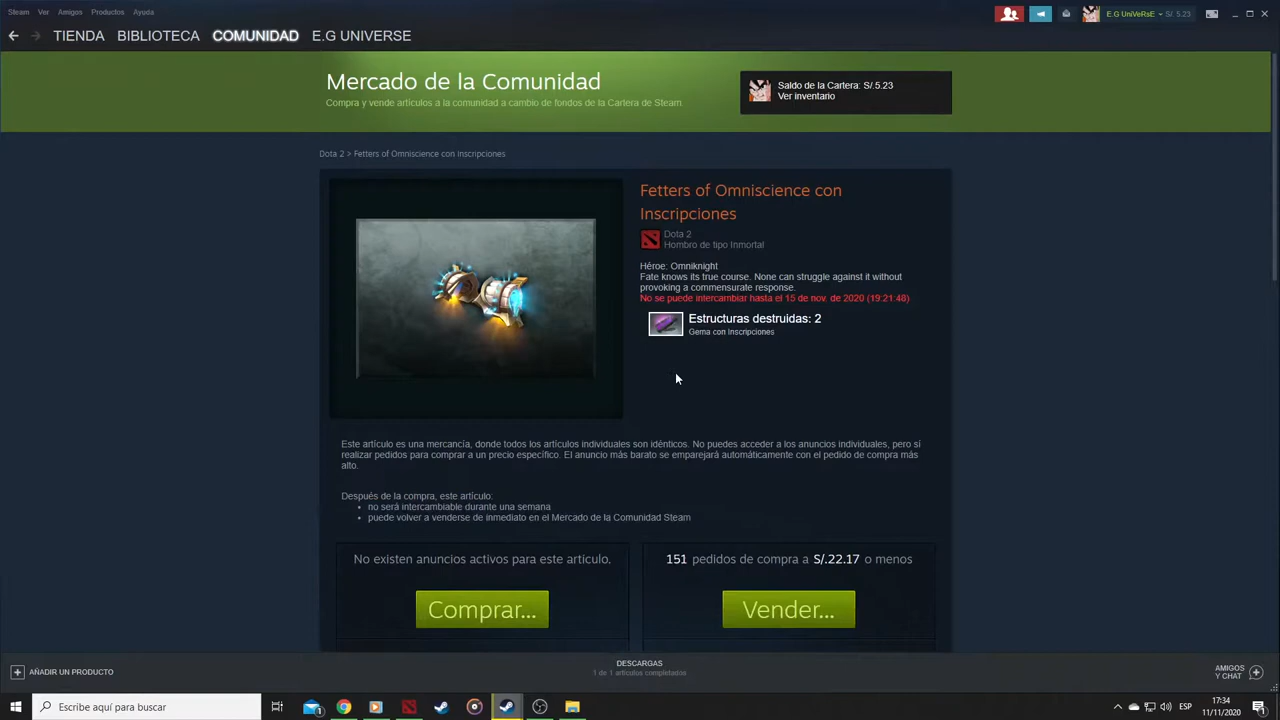 Steam Ver Amigos Productos Ayuda
E.G UniVeRsE S/. 5.23
TIENDA BIBLIOTECA COMUNIDAD E.G UNIVERSE
Mercado de la Comunidad
Compra y vende artículos a la comunidad a cambio de fondos de la Cartera de Steam
Saldo de la Cartera: S/.5.23
Ver inventario
Dota 2 > Fetters of Omniscience con Inscripciones
Fetters of Omniscience con
Inscripciones
Dota 2
Hombro de tipo Inmortal
Héroe: Omniknight
Fate knows its true course. None can struggle against it without
provoking a commensurate response.
No se puede intercambiar hasta el 15 de nov. de 2020 (19:21:48)
Estructuras destruidas: 2
Gema con Inscripciones
Este artículo es una mercancía, donde todos los artículos individuales son idénticos. No puedes acceder a los anuncios individuales, pero sí
realizar pedidos para comprar a un precio específico. El anuncio más barato se emparejará automáticamente con el pedido de compra más
alto.
Después de la compra, este artículo:
• no será intercambiable durante una semana
• puede volver a venderse de inmediato en el Mercado de la Comunidad Steam
No existen anuncios activos para este artículo.
Comprar...
151 pedidos de compra a S/.22.17 o menos
Vender...
AÑADIR UN PRODUCTO
DESCARGAS
1 de 1 artículos completados
AMIGOS
Y CHAT
Escribe aquí para buscar
ESP
17:34
11/11/2020